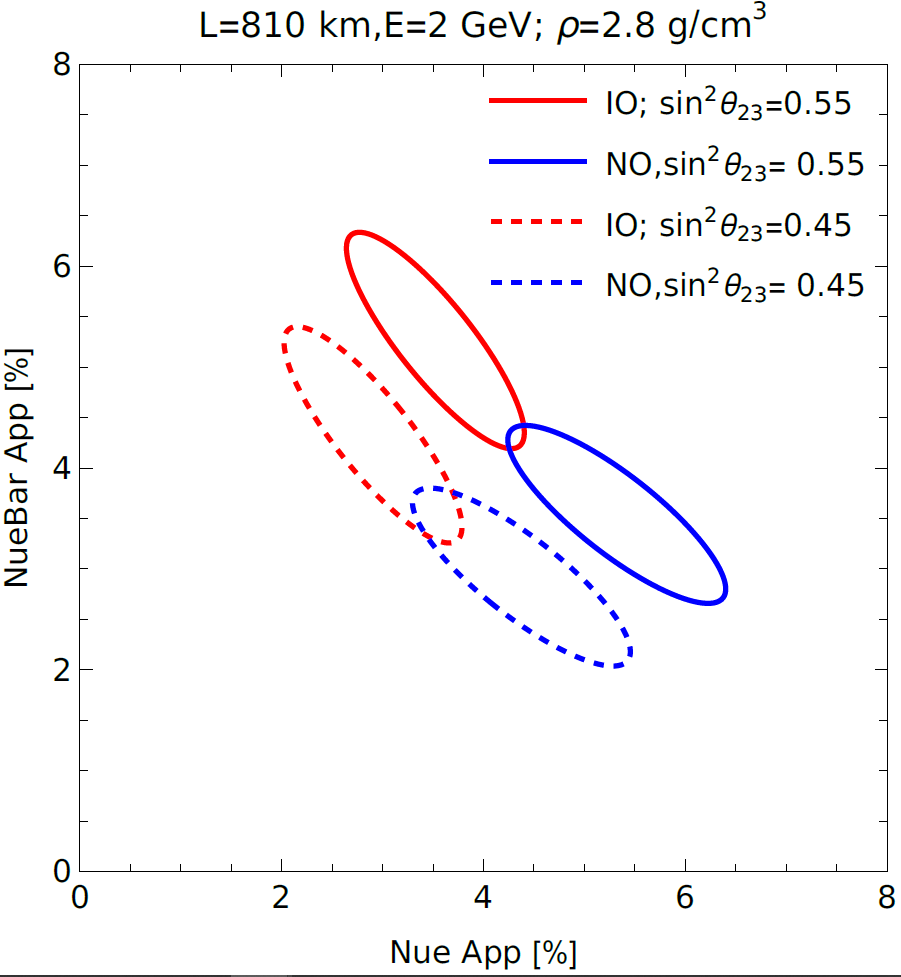 L=810 km,E=2 GeV; ρ=2.8 g/cm³
8
IO; sin²θ₂₃=0.55
NO,sin²θ₂₃= 0.55
IO; sin²θ₂₃=0.45
NO,sin²θ₂₃= 0.45
6
4
2
0
NueBar App [%]
0 2 4 6 8
Nue App [%]